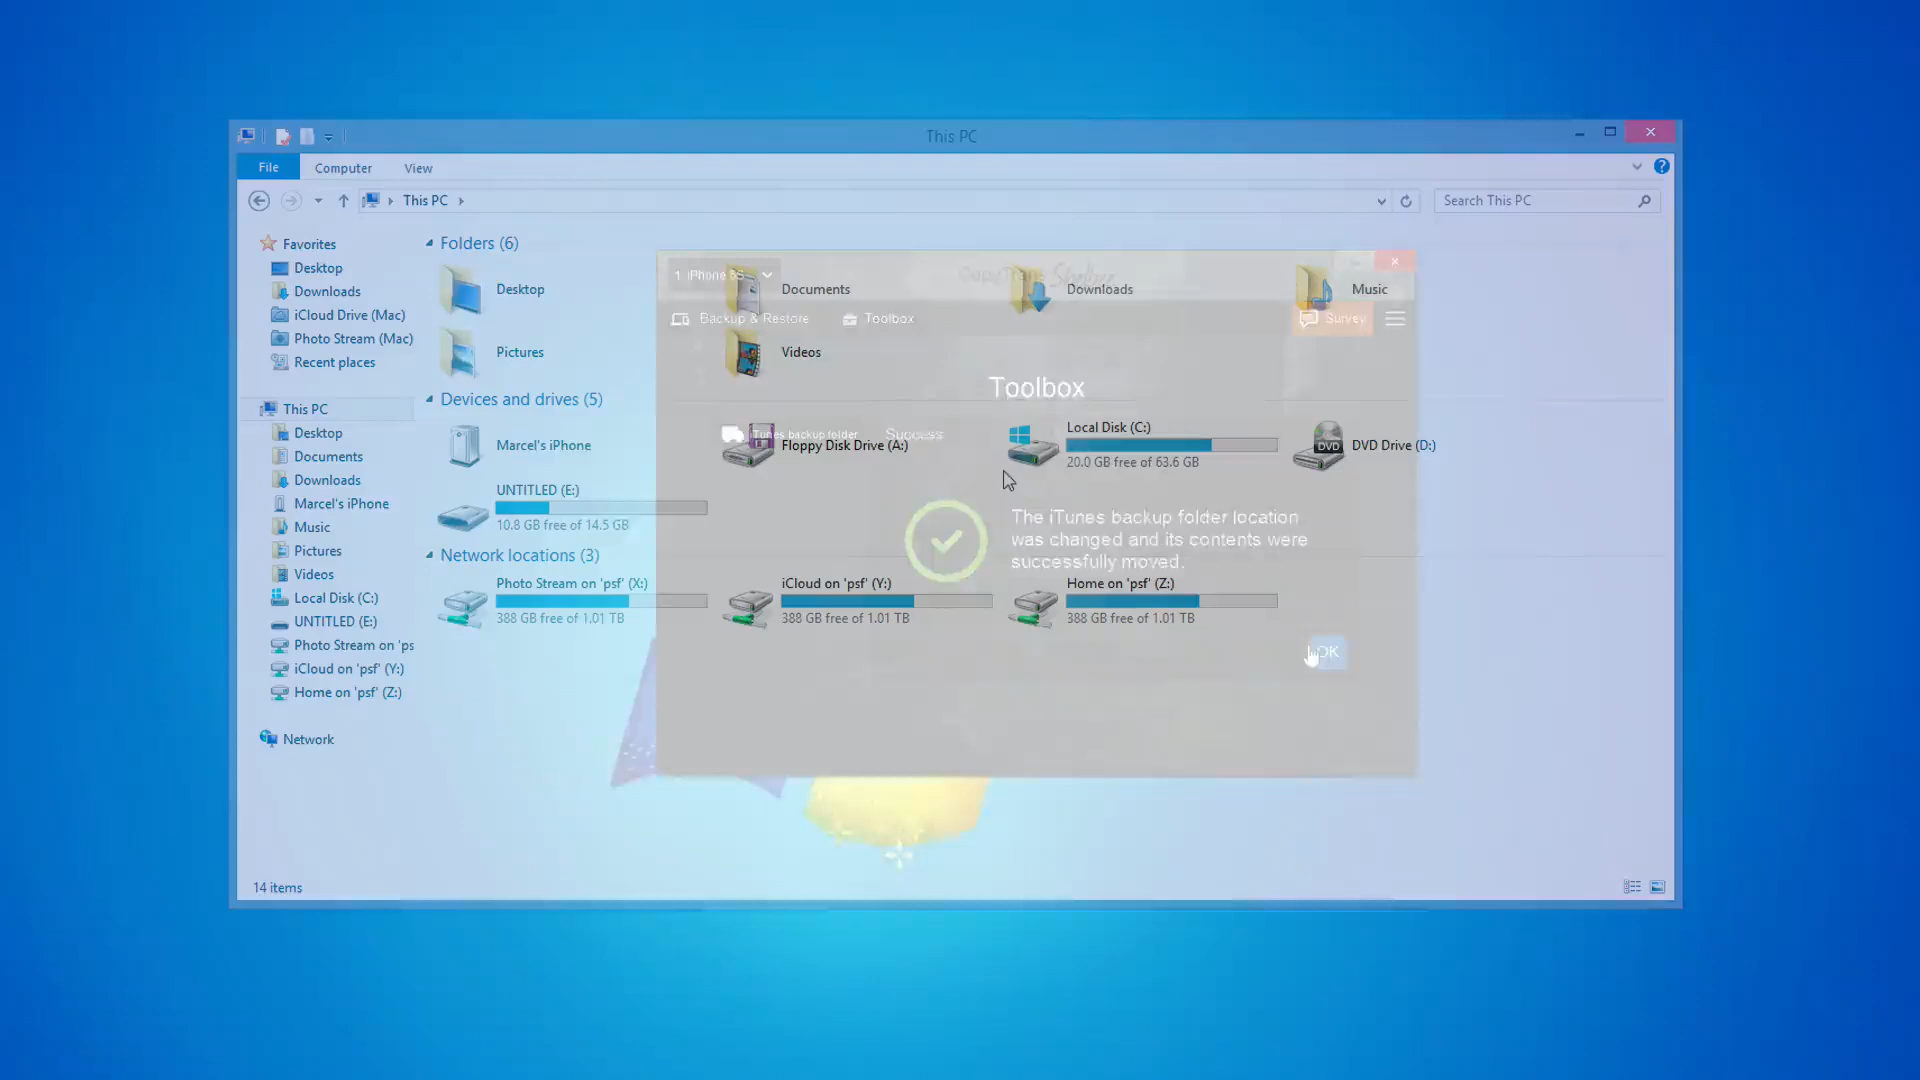 This PC
File
Computer
View
This PC
Search This PC
Favorites
Desktop
Downloads
iCloud Drive (Mac)
Photo Stream (Mac)
Recent places
This PC
Desktop
Documents
Downloads
Marcel's iPhone
Music
Pictures
Videos
Local Disk (C:)
UNTITLED (E:)
Photo Stream on 'ps
iCloud on 'psf' (Y:)
Home on 'psf' (Z:)
Network
Folders (6)
Desktop
Documents
Downloads
Music
Pictures
Videos
Devices and drives (5)
Marcel's iPhone
Floppy Disk Drive (A:)
Local Disk (C:)
20.0 GB free of 63.6 GB
DVD
DVD Drive (D:)
UNTITLED (E:)
10.8 GB free of 14.5 GB
Network locations (3)
Photo Stream on 'psf' (X:)
388 GB free of 1.01 TB
iCloud on 'psf' (Y:)
388 GB free of 1.01 TB
Home on 'psf' (Z:)
388 GB free of 1.01 TB
14 items
CopyTrans Shelbee
Backup & Restore
Toolbox
Survey
Toolbox
iTunes backup folder
Success
The iTunes backup folder location
was changed and its contents were
successfully moved.
OK